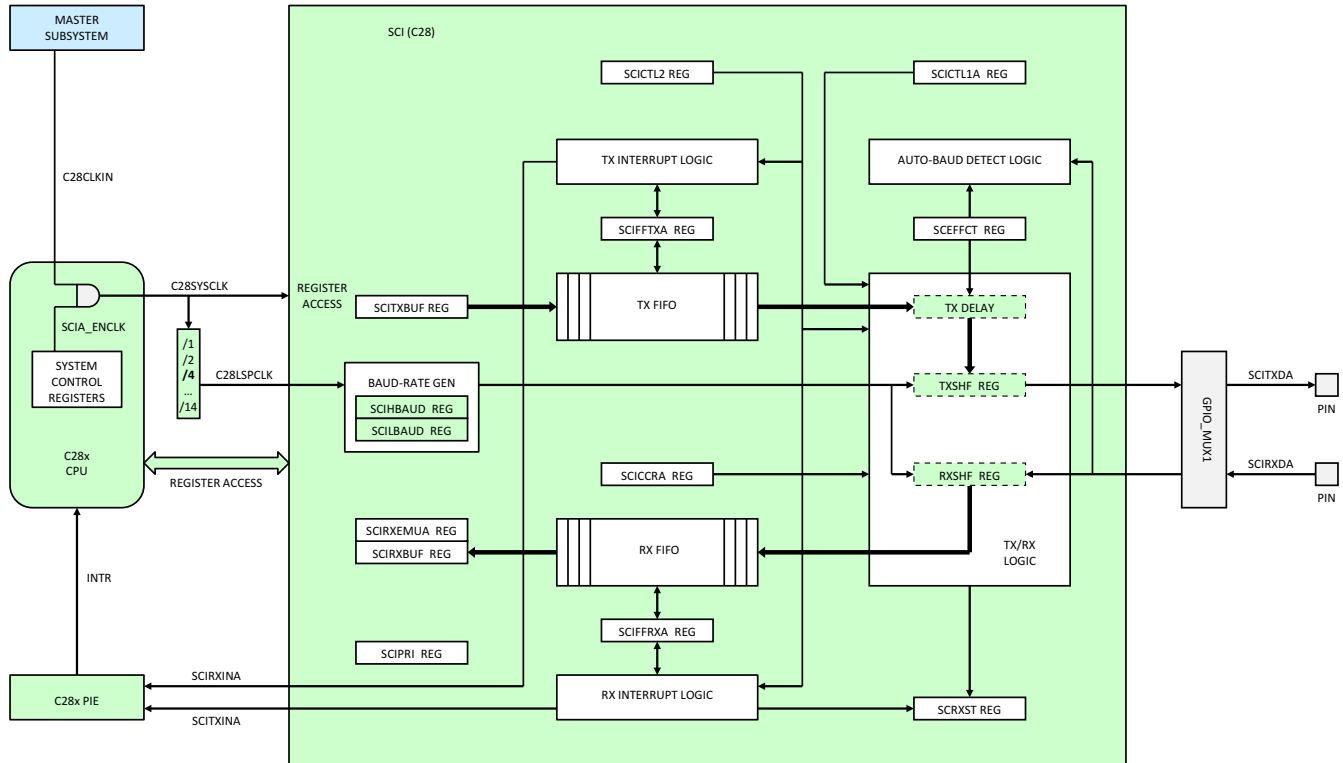 MASTER
SUBSYSTEM
SCI (C28)
SCICTL2 REG
SCICTL1A REG
TX INTERRUPT LOGIC
AUTO-BAUD DETECT LOGIC
C28CLKIN
SCIFFTXA REG
SCEFFCT REG
C28SYSCLK
REGISTER
ACCESS
SCITXBUF REG
TX FIFO
TX DELAY
SCIA_ENCLK
/1
/2
/4
...
/14
SYSTEM
CONTROL
REGISTERS
C28LSPCLK
BAUD-RATE GEN
SCIHBAUD REG
SCILBAUD REG
TXSHF REG
GPIO_MUX1
SCITXDA
PIN
C28x
CPU
REGISTER ACCESS
SCICCRA REG
RXSHF REG
SCIRXDA
PIN
SCIRXEMUA REG
SCIRXBUF REG
RX FIFO
TX/RX
LOGIC
INTR
SCIFFRXA REG
SCIPRI REG
SCIRXINA
C28x PIE
RX INTERRUPT LOGIC
SCRXST REG
SCITXINA